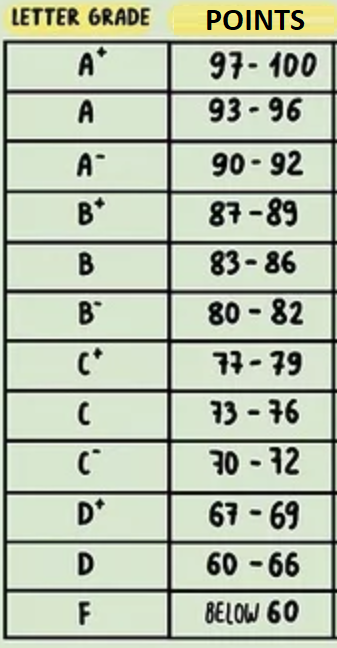 LETTER GRADE POINTS
A+ 97-100
A 93-96
A- 90-92
B+ 87-89
B 83-86
B- 80-82
C+ 77-79
C 73-76
C- 70-72
D+ 67-69
D 60-66
F BELOW 60